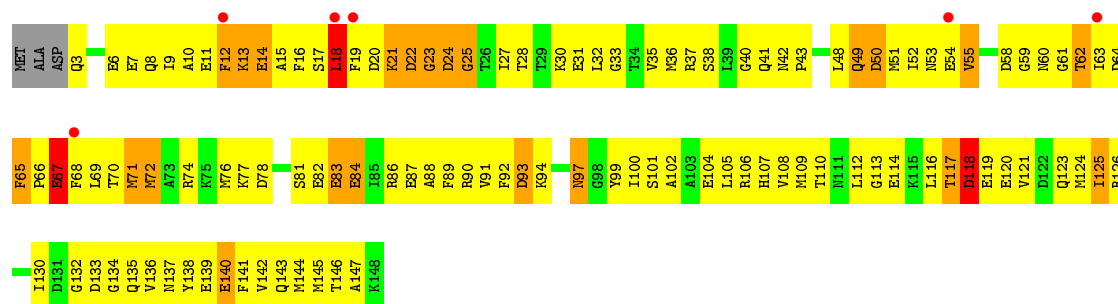 MET ALA ASP Q3 E6 E7 Q8 I9 A10 E11 F12 K13 E14 A15 F16 S17 L18 F19 D20 K21 D22 G23 D24 G25 T26 I27 T28 T29 K30 E31 L32 G33 T34 V35 M36 R37 S38 L39 G40 Q41 N42 P43 L48 Q49 D50 M51 I52 N53 E54 V55 D58 G59 N60 G61 T62 I63 D64
F65 P66 E67 F68 L69 T70 M71 M72 A73 R74 K75 M76 K77 D78 S81 E82 E83 E84 I85 R86 E87 A88 F89 R90 V91 F92 D93 K94 N97 G98 Y99 I100 S101 A102 A103 E104 L105 R106 H107 V108 M109 T110 N111 L112 G113 E114 K115 L116 T117 D118 E119 E120 V121 D122 Q123 M124 I125 R126
I130 D131 G132 D133 G134 Q135 V136 N137 Y138 E139 E140 F141 V142 Q143 M144 M145 T146 A147 K148